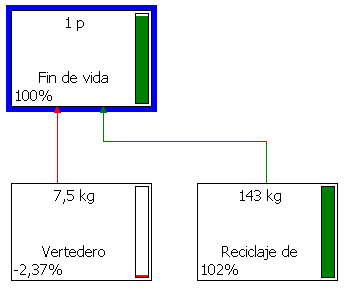 1 p
Fin de vida
100%
7,5 kg
Vertedero
-2,37%
143 kg
Reciclaje de
102%